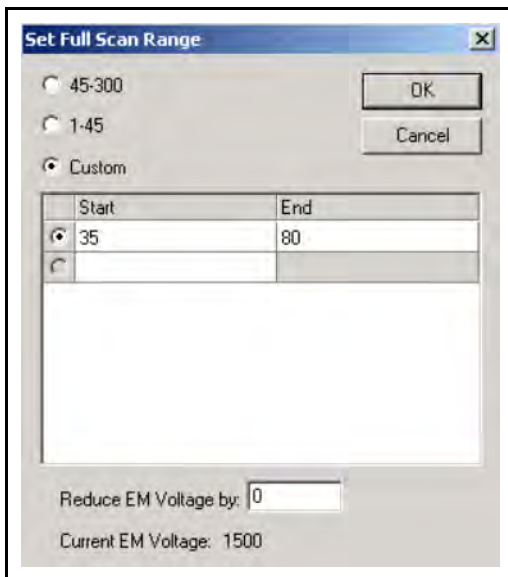 Set Full Scan Range
45-300
OK
1-45
Cancel
Custom
Start End
35 80
Reduce EM Voltage by: 0
Current EM Voltage: 1500